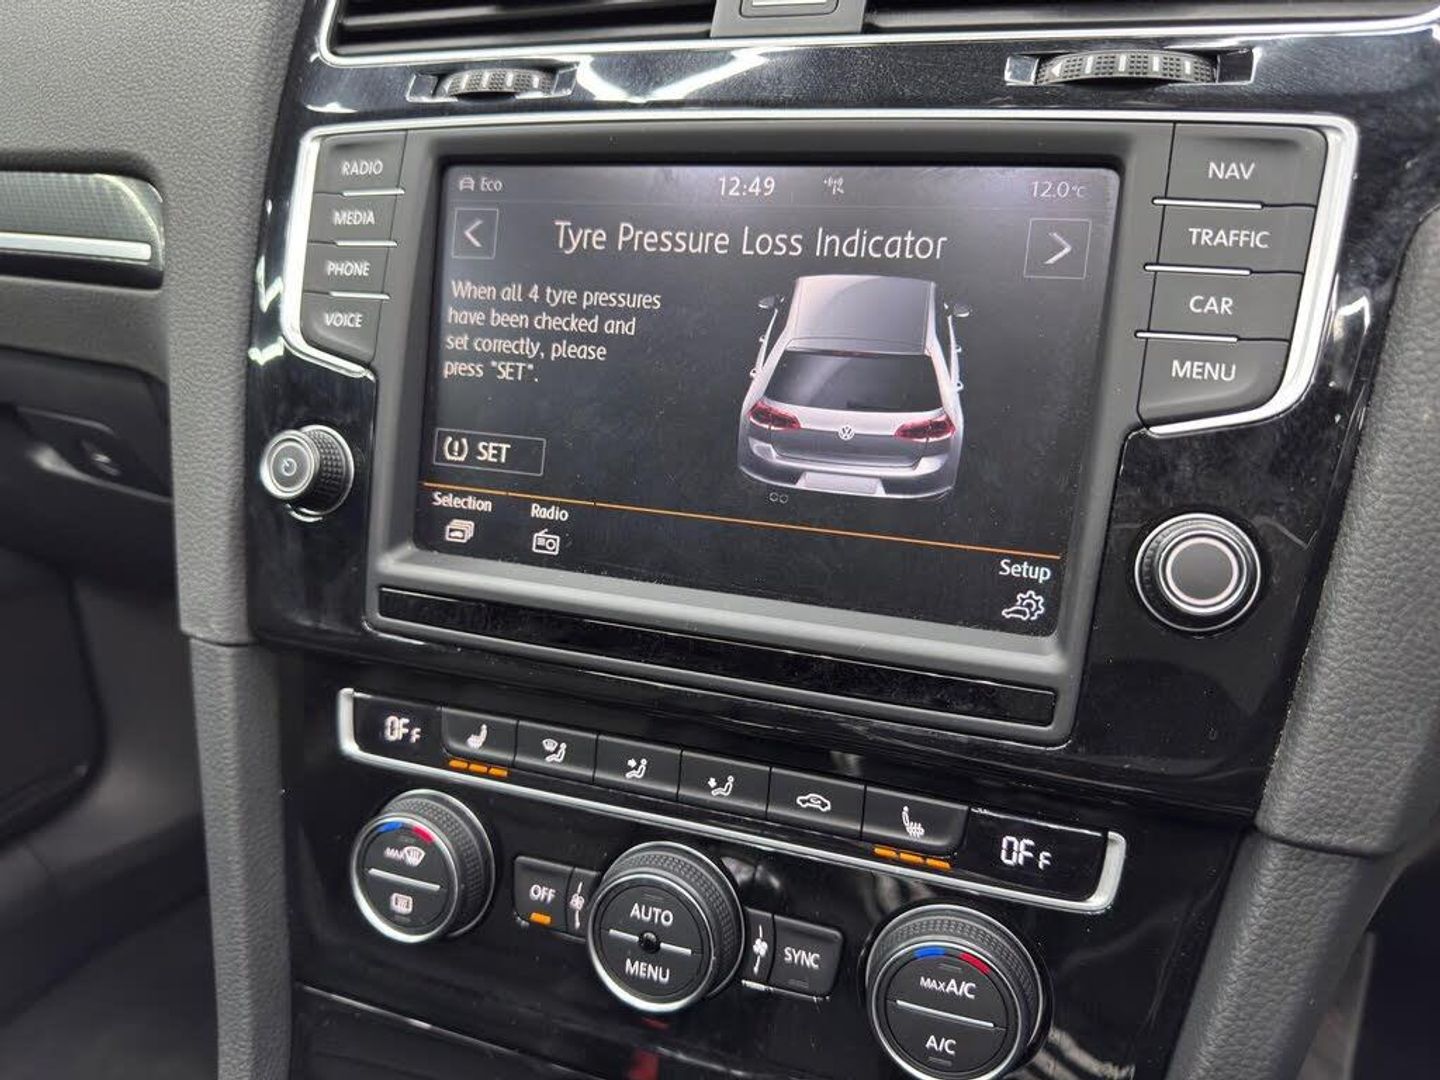 RADIO
MEDIA
PHONE
VOICE
Eco
12:49
12.0°C
Tyre Pressure Loss Indicator
When all 4 tyre pressures
have been checked and
set correctly, please
press "SET".
SET
Selection
Radio
Setup
NAV
TRAFFIC
CAR
MENU
OFF
OFF
MAX
OFF
AUTO
MENU
SYNC
MAX A/C
A/C